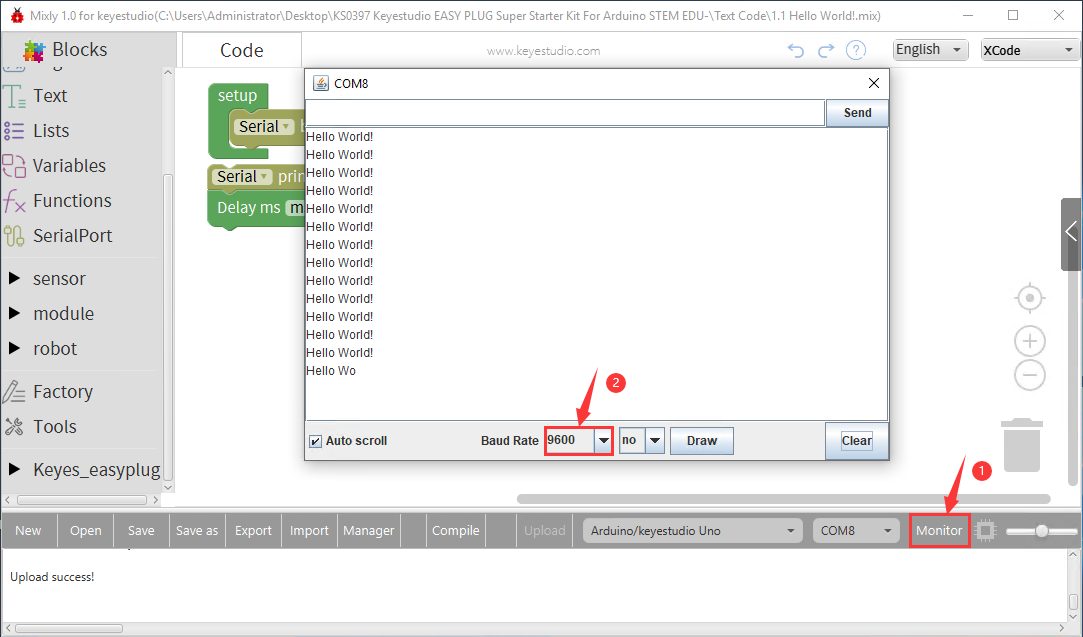 Mixly 1.0 for keyestudio(C:\Users\Administrator\Desktop\KS0397 Keyestudio EASY PLUG Super Starter Kit For Arduino STEM EDU-\Text Code\1.1 Hello World!.mix)
Blocks
Code
www.keyestudio.com
?
English
XCode
Text
Lists
Variables
Functions
SerialPort
sensor
module
robot
Factory
Tools
Keyes_easyplug
setup
Serial
Serial prin
Delay ms m
COM8
Send
Hello World!
Hello World!
Hello World!
Hello World!
Hello World!
Hello World!
Hello World!
Hello World!
Hello World!
Hello World!
Hello World!
Hello World!
Hello World!
Hello Wo
2
Auto scroll
Baud Rate
9600
no
Draw
Clear
1
New
Open
Save
Save as
Export
Import
Manager
Compile
Upload
Arduino/keyestudio Uno
COM8
Monitor
Upload success!